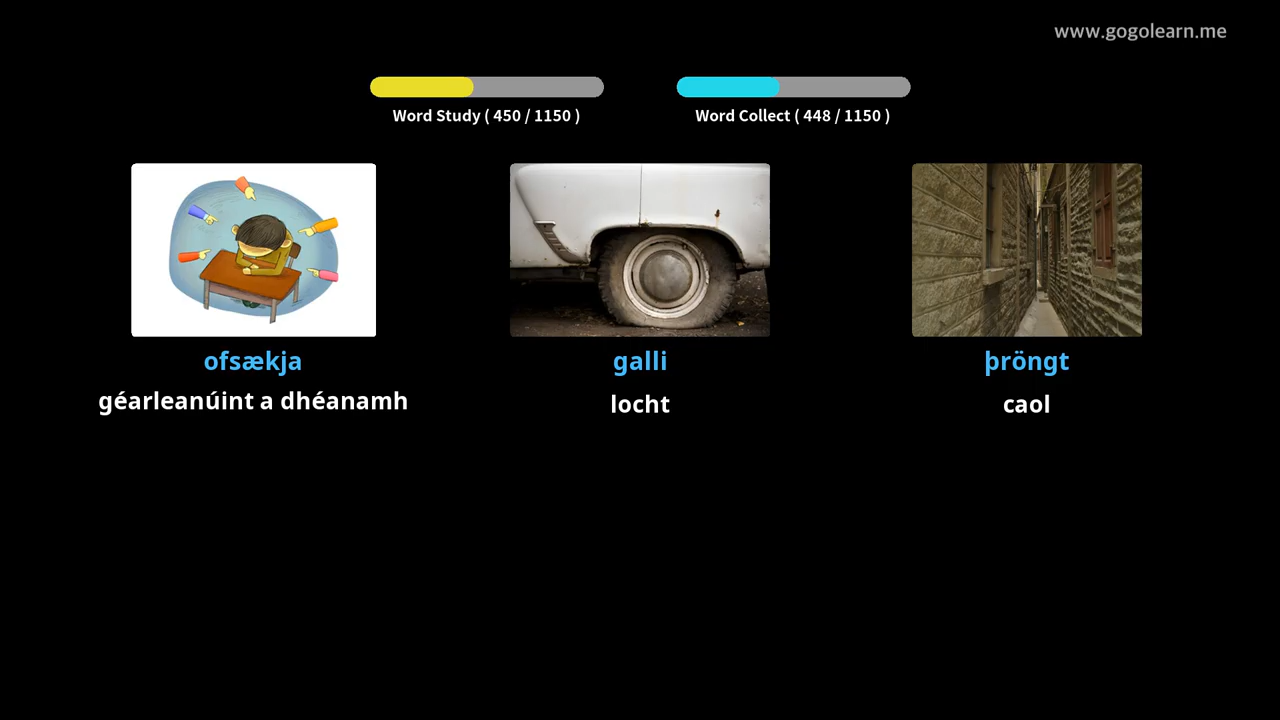 www.gogolearn.me
Word Study ( 450 / 1150 )
Word Collect ( 448 / 1150 )
ofsækja
galli
þröngt
géarleanúint a dhéanamh
locht
caol